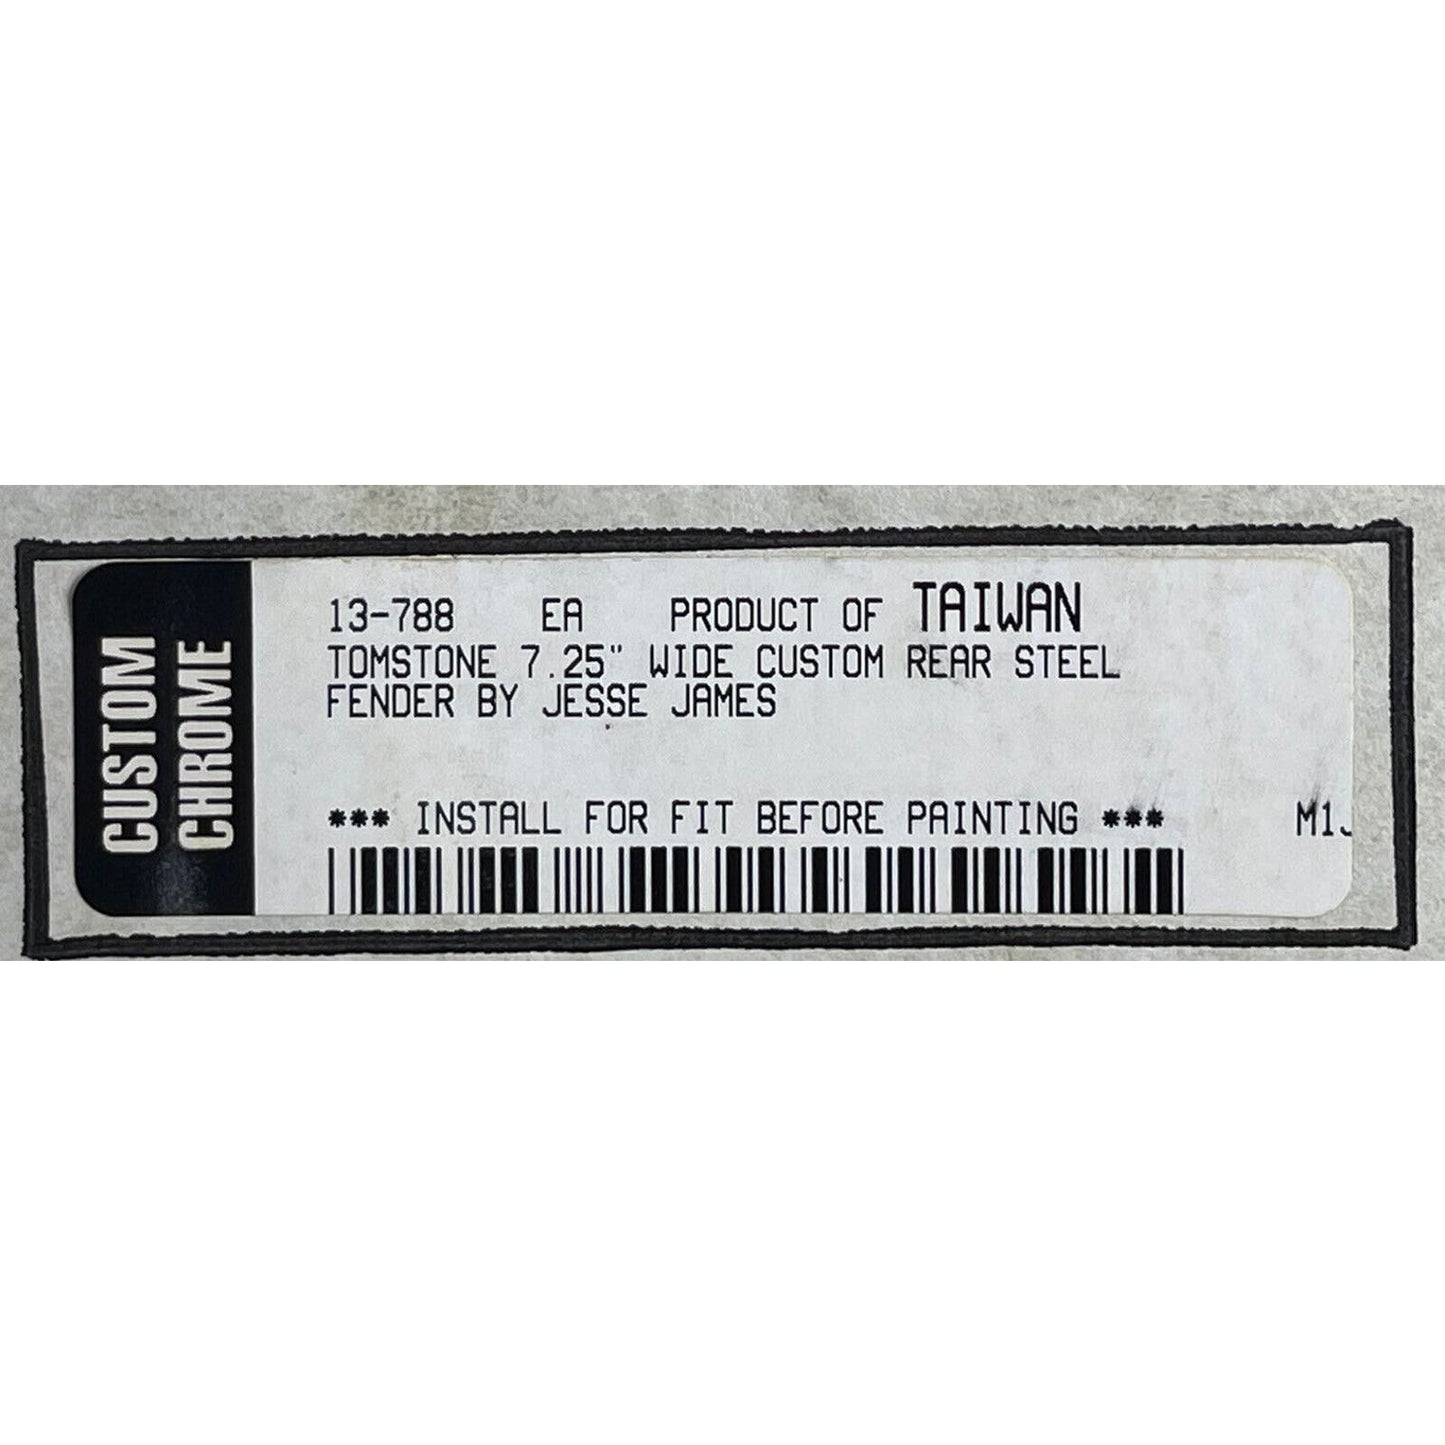 CUSTOM
CHROME
13-788 EA PRODUCT OF TAIWAN
TOMSTONE 7.25" WIDE CUSTOM REAR STEEL
FENDER BY JESSE JAMES
*** INSTALL FOR FIT BEFORE PAINTING *** M1J